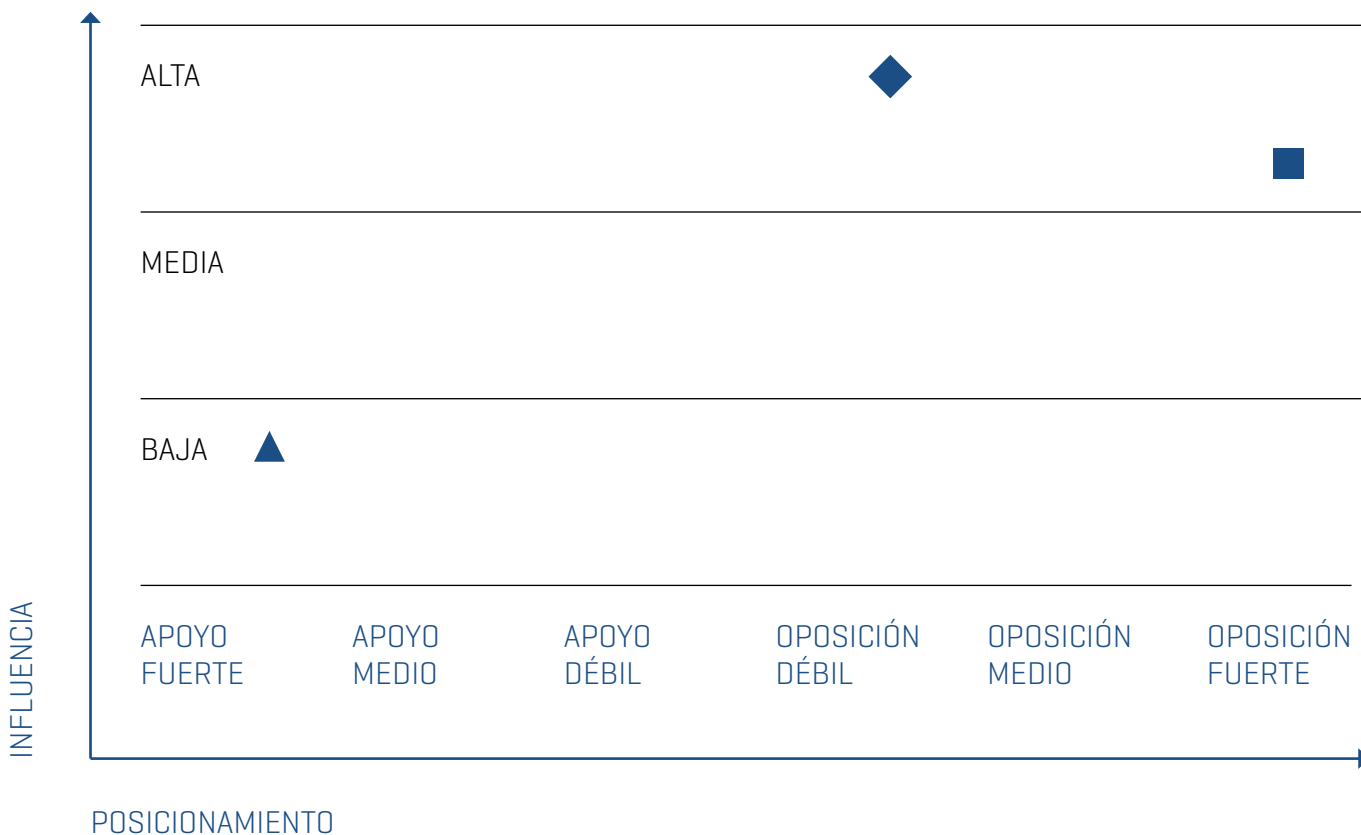 ALTA
MEDIA
BAJA
APOYO
FUERTE
APOYO
MEDIO
APOYO
DÉBIL
OPOSICIÓN
DÉBIL
OPOSICIÓN
MEDIO
OPOSICIÓN
FUERTE
INFLUENCIA
POSICIONAMIENTO